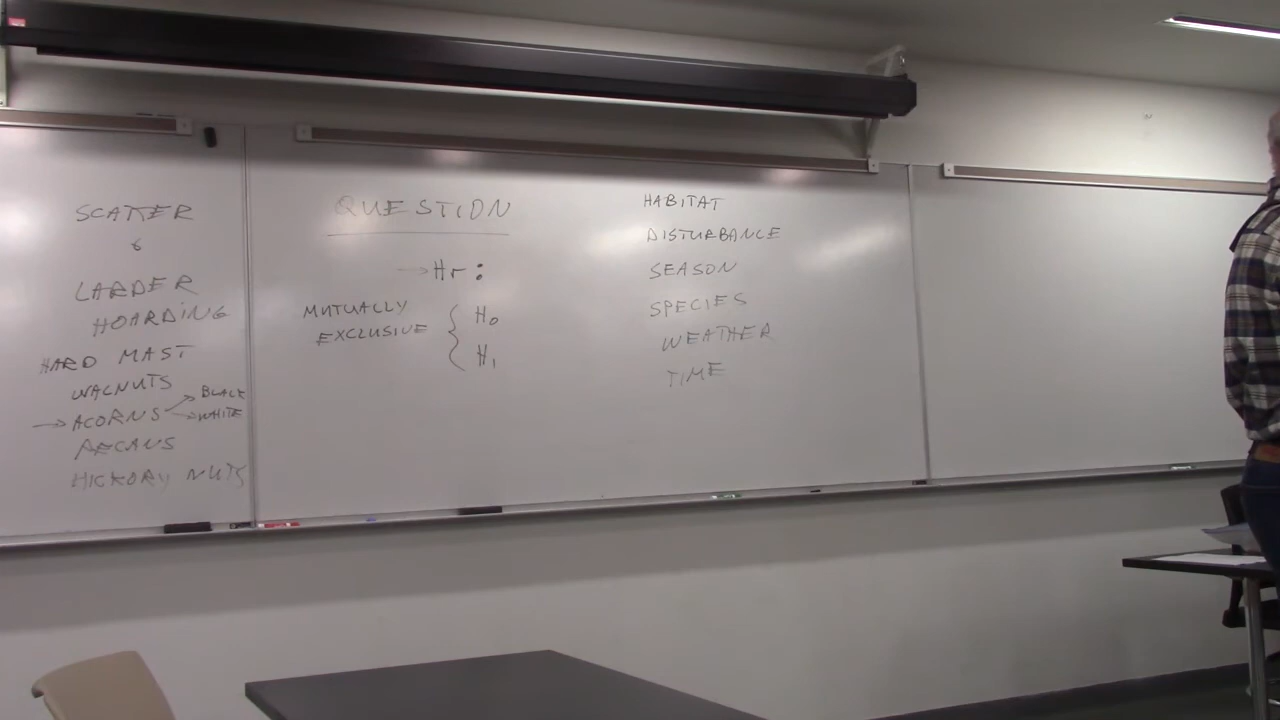 SCATTER
&
LARDER
HOARDING
HARD MAST
WALNUTS
→ ACORNS → BLACK
→ WHITE
PECANS
HICKORY NUTS
QUESTION
→ Hr:
MUTUALLY
EXCLUSIVE { H₀
H₁
HABITAT
DISTURBANCE
SEASON
SPECIES
WEATHER
TIME